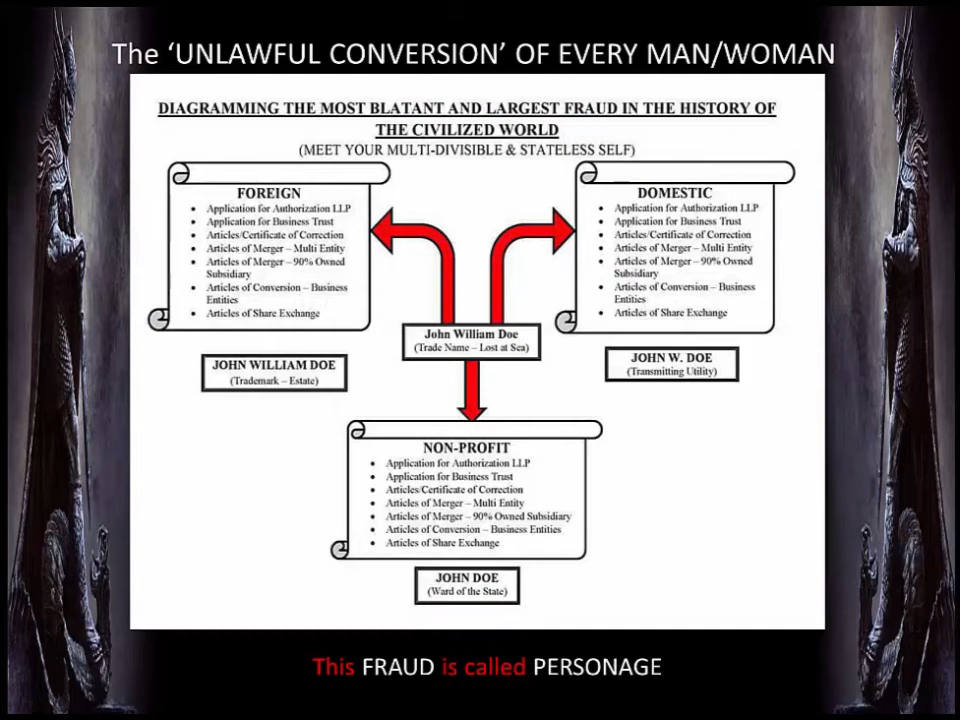 The ‘UNLAWFUL CONVERSION’ OF EVERY MAN/WOMAN
DIAGRAMMING THE MOST BLATANT AND LARGEST FRAUD IN THE HISTORY OF
THE CIVILIZED WORLD
(MEET YOUR MULTI-DIVISIBLE & STATELESS SELF)
FOREIGN
• Application for Authorization LLP
• Application for Business Trust
• Articles/Certificate of Correction
• Articles of Merger – Multi Entity
• Articles of Merger – 90% Owned
Subsidiary
• Articles of Conversion – Business
Entities
• Articles of Share Exchange
JOHN WILLIAM DOE
(Trademark – Estate)
DOMESTIC
• Application for Authorization LLP
• Application for Business Trust
• Articles/Certificate of Correction
• Articles of Merger – Multi Entity
• Articles of Merger – 90% Owned
Subsidiary
• Articles of Conversion – Business
Entities
• Articles of Share Exchange
John William Doe
(Trade Name – Lost at Sea)
JOHN W. DOE
(Transmitting Utility)
NON-PROFIT
• Application for Authorization LLP
• Application for Business Trust
• Articles/Certificate of Correction
• Articles of Merger – Multi Entity
• Articles of Merger – 90% Owned Subsidiary
• Articles of Conversion – Business Entities
• Articles of Share Exchange
JOHN DOE
(Ward of the State)
This FRAUD is called PERSONAGE